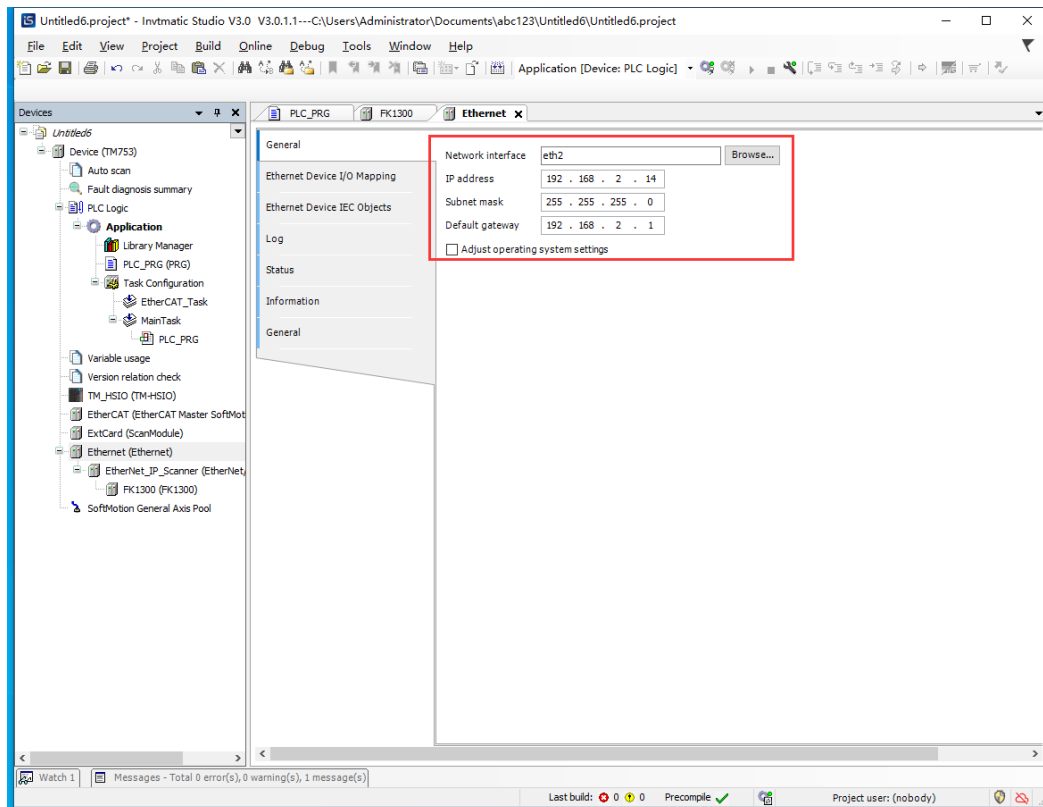 Untitled6.project* - Invtmatic Studio V3.0 V3.0.1.1---C:\Users\Administrator\Documents\abc123\Untitled6\Untitled6.project
File Edit View Project Build Online Debug Tools Window Help
Application [Device: PLC Logic]
Devices
Untitled6
Device (TM753)
Auto scan
Fault diagnosis summary
PLC Logic
Application
Library Manager
PLC_PRG (PRG)
Task Configuration
EtherCAT_Task
MainTask
PLC_PRG
Variable usage
Version relation check
TM_HSIO (TM-HSIO)
EtherCAT (EtherCAT Master SoftMot
ExtCard (ScanModule)
Ethernet (Ethernet)
EtherNet_IP_Scanner (EtherNet/
FK1300 (FK1300)
SoftMotion General Axis Pool
PLC_PRG FK1300 Ethernet
General
Ethernet Device I/O Mapping
Ethernet Device IEC Objects
Log
Status
Information
General
Network interface eth2 Browse...
IP address 192 . 168 . 2 . 14
Subnet mask 255 . 255 . 255 . 0
Default gateway 192 . 168 . 2 . 1
Adjust operating system settings
Watch 1 Messages - Total 0 error(s), 0 warning(s), 1 message(s)
Last build: 0 0 Precompile Project user: (nobody)